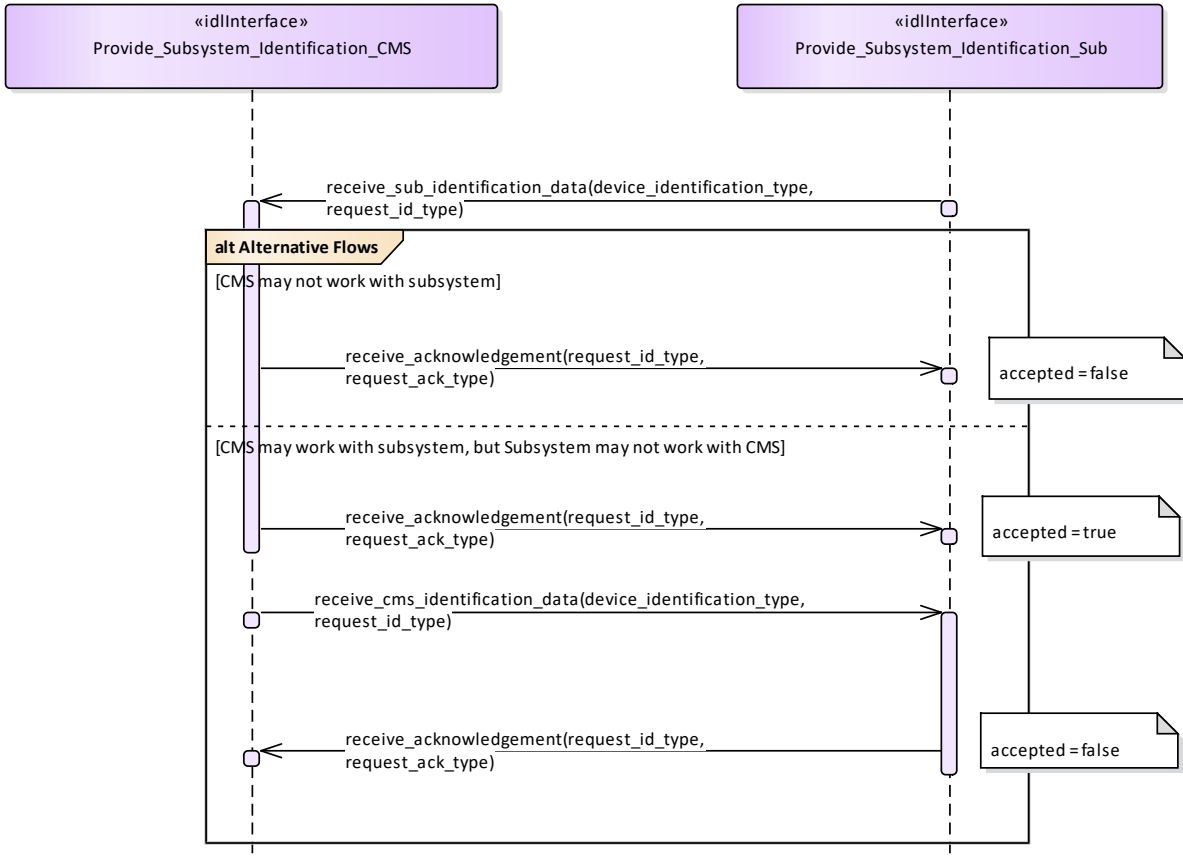 «idlInterface»
Provide_Subsystem_Identification_CMS
«idlInterface»
Provide_Subsystem_Identification_Sub
receive_sub_identification_data(device_identification_type,
request_id_type)
alt Alternative Flows
[CMS may not work with subsystem]
receive_acknowledgement(request_id_type,
request_ack_type)
accepted = false
[CMS may work with subsystem, but Subsystem may not work with CMS]
receive_acknowledgement(request_id_type,
request_ack_type)
accepted = true
receive_cms_identification_data(device_identification_type,
request_id_type)
receive_acknowledgement(request_id_type,
request_ack_type)
accepted = false